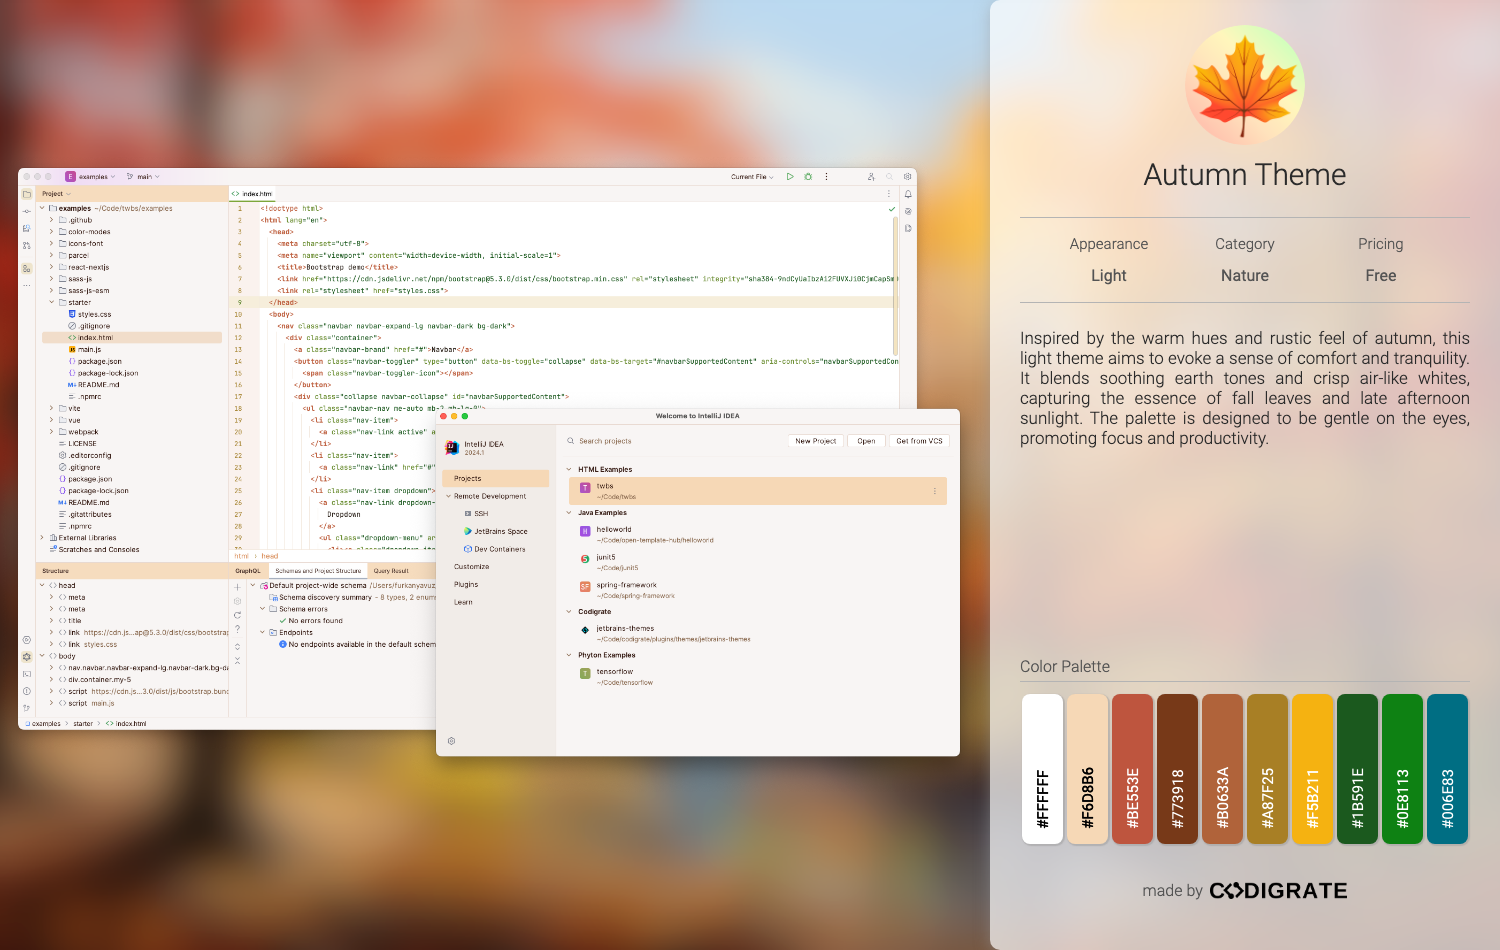 examples
main
Current File
Project
index.html
examples ~/Code/twbs/examples
.github
color-modes
icons-font
parcel
react-nextjs
sass-js
sass-js-esm
starter
styles.css
.gitignore
index.html
main.js
package.json
package-lock.json
README.md
.npmrc
vite
vue
webpack
LICENSE
.editorconfig
.gitignore
package.json
package-lock.json
README.md
.gitattributes
.npmrc
External Libraries
Scratches and Consoles
1 <!doctype html>
2 <html lang="en">
3 <head>
4 <meta charset="utf-8">
5 <meta name="viewport" content="width=device-width, initial-scale=1">
6 <title>Bootstrap demo</title>
7 <link href="https://cdn.jsdelivr.net/npm/bootstrap@5.3.0/dist/css/bootstrap.min.css" rel="stylesheet"
8 <link rel="stylesheet" href="styles.css">
9 </head>
10 <body>
11 <nav class="navbar navbar-expand-lg navbar-dark bg-dark">
12 <div class="container">
13 <a class="navbar-brand" href="#">Navbar</a>
14 <button class="navbar-toggler" type="button" data-bs-toggle="collapse" data-bs-target="#navbarSupportedContent" aria-controls="navbarSupportedCon
15 <span class="navbar-toggler-icon"></span>
16 </button>
17 <div class="collapse navbar-collapse" id="navbarSupportedContent">
18 <ul class="navbar-nav me-auto mb-2 mb-lg-0">
19 <li class="nav-item">
20 <a class="nav-link active" a
21 </li>
22 <li class="nav-item">
23 <a class="nav-link" href="#"
24 </li>
25 <li class="nav-item dropdown">
26 <a class="nav-link dropdown-
27 Dropdown
28 </a>
29 <ul class="dropdown-menu" ar
html > head
Structure
head
meta
meta
title
link https://cdn.js...ap@5.3.0/dist/css/bootstrap
link styles.css
body
nav.navbar.navbar-expand-lg.navbar-dark.bg-da
div.container.my-5
script https://cdn.j...3.0/dist/js/bootstrap.bund
script main.js
GraphQL Schemas and Project Structure Query Result
Default project-wide schema /Users/furkanyavuz
Schema discovery summary - 8 types, 2 enum
Schema errors
No errors found
Endpoints
No endpoints available in the default schem
examples > starter > index.html
Welcome to IntelliJ IDEA
IntelliJ IDEA
2024.1
Projects
Remote Development
SSH
JetBrains Space
Dev Containers
Customize
Plugins
Learn
Search projects
New Project
Open
Get from VCS
HTML Examples
twbs
~/Code/twbs
Java Examples
helloworld
~/Code/open-template-hub/helloworld
junit5
~/Code/junit5
spring-framework
~/Code/spring-framework
Codigrate
jetbrains-themes
~/Code/codigrate/plugins/themes/jetbrains-themes
Phyton Examples
tensorflow
~/Code/tensorflow
Autumn Theme
Appearance Category Pricing
Light Nature Free
Inspired by the warm hues and rustic feel of autumn, this
light theme aims to evoke a sense of comfort and tranquility.
It blends soothing earth tones and crisp air-like whites,
capturing the essence of fall leaves and late afternoon
sunlight. The palette is designed to be gentle on the eyes,
promoting focus and productivity.
Color Palette
#FFFFFF
#F6D8B6
#BE553E
#773918
#B0633A
#A87F25
#F5B211
#1B591E
#0E8113
#006E83
made by CODIGRATE